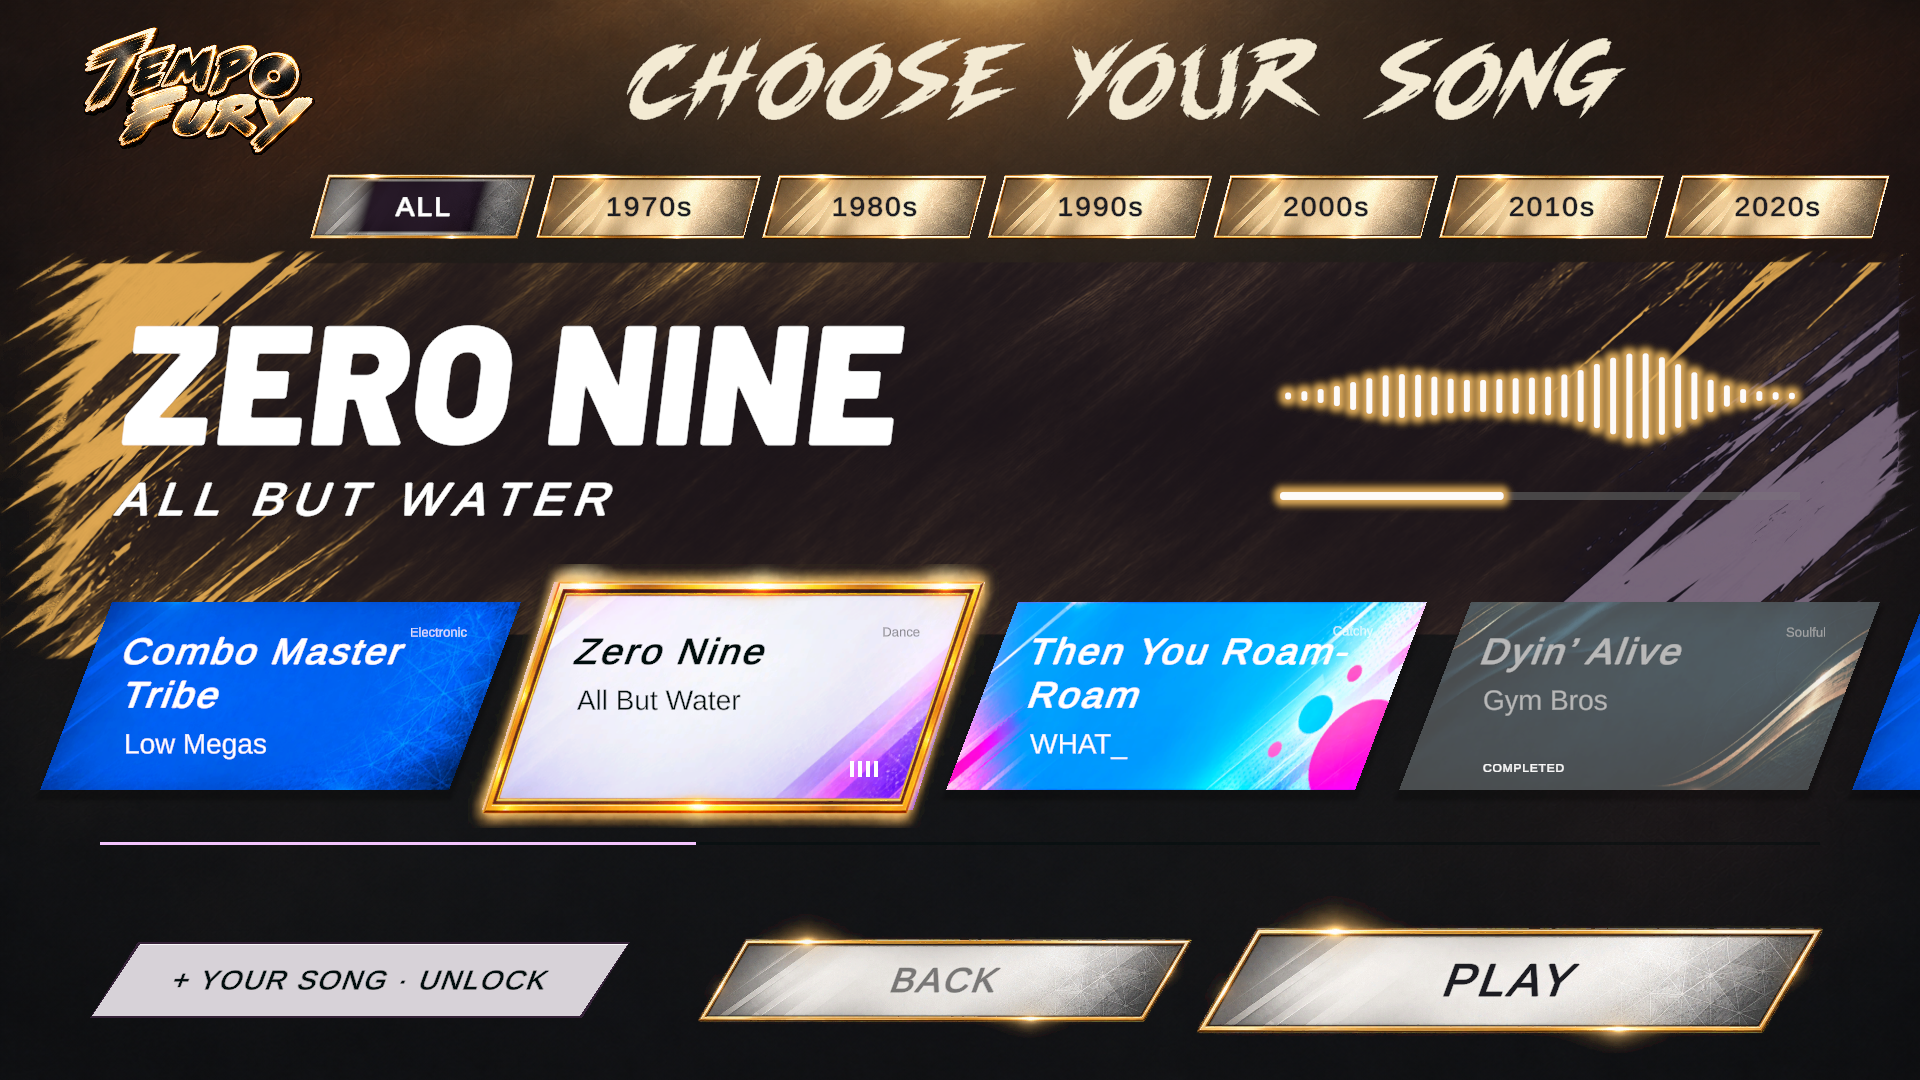 TEMPO
FURY
CHOOSE YOUR SONG
ALL
1970s
1980s
1990s
2000s
2010s
2020s
ZERO NINE
ALL BUT WATER
Electronic
Combo Master
Tribe
Low Megas
Dance
Zero Nine
All But Water
Catchy
Then You Roam-
Roam
WHAT_
Soulful
Dyin’ Alive
Gym Bros
COMPLETED
+ YOUR SONG · UNLOCK
BACK
PLAY